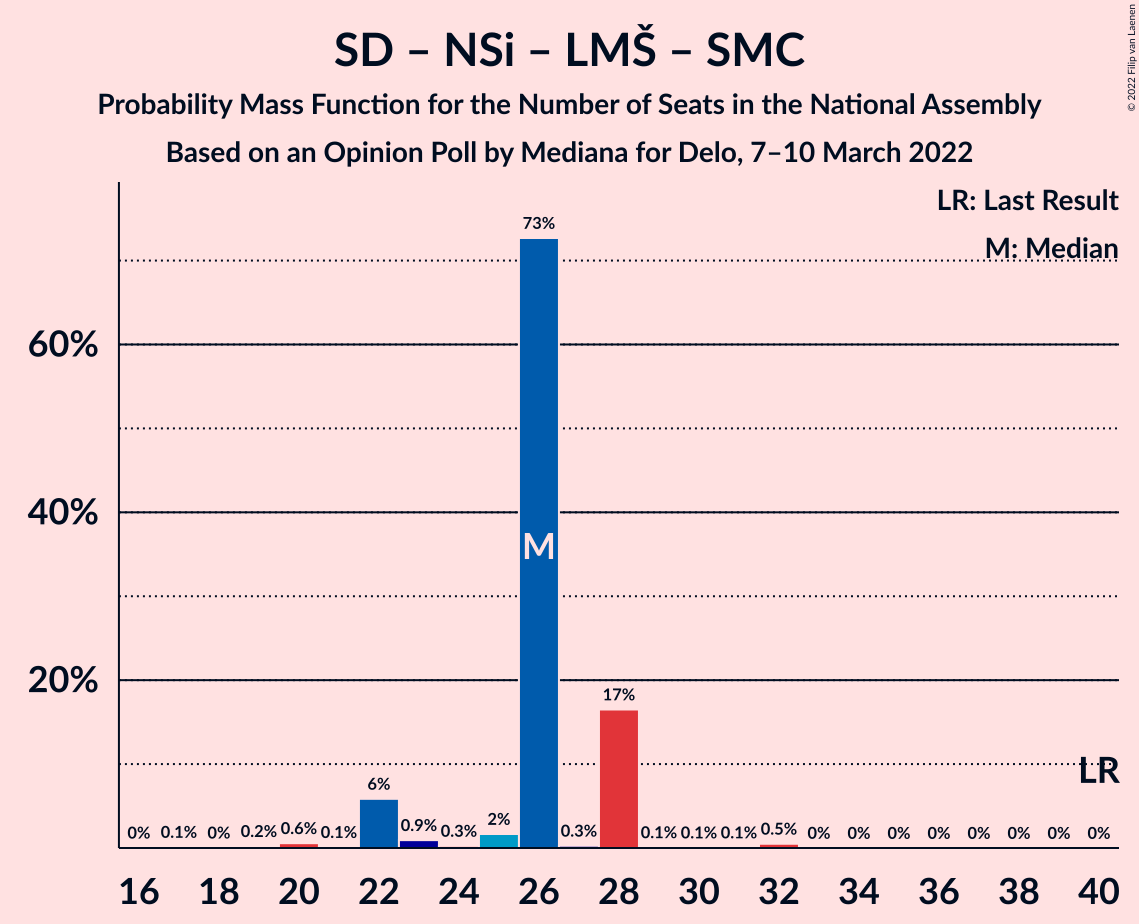 SD – NSi – LMŠ – SMC
Probability Mass Function for the Number of Seats in the National Assembly
Based on an Opinion Poll by Mediana for Delo, 7–10 March 2022
© 2022 Filip van Laenen
LR: Last Result
M: Median
60%
40%
20%
0% 0.1% 0% 0.2% 0.6% 0.1% 6% 0.9% 0.3% 2% 73% 0.3% 17% 0.1% 0.1% 0.1% 0.5% 0% 0% 0% 0% 0% 0% 0% 0%
M
LR
16 18 20 22 24 26 28 30 32 34 36 38 40